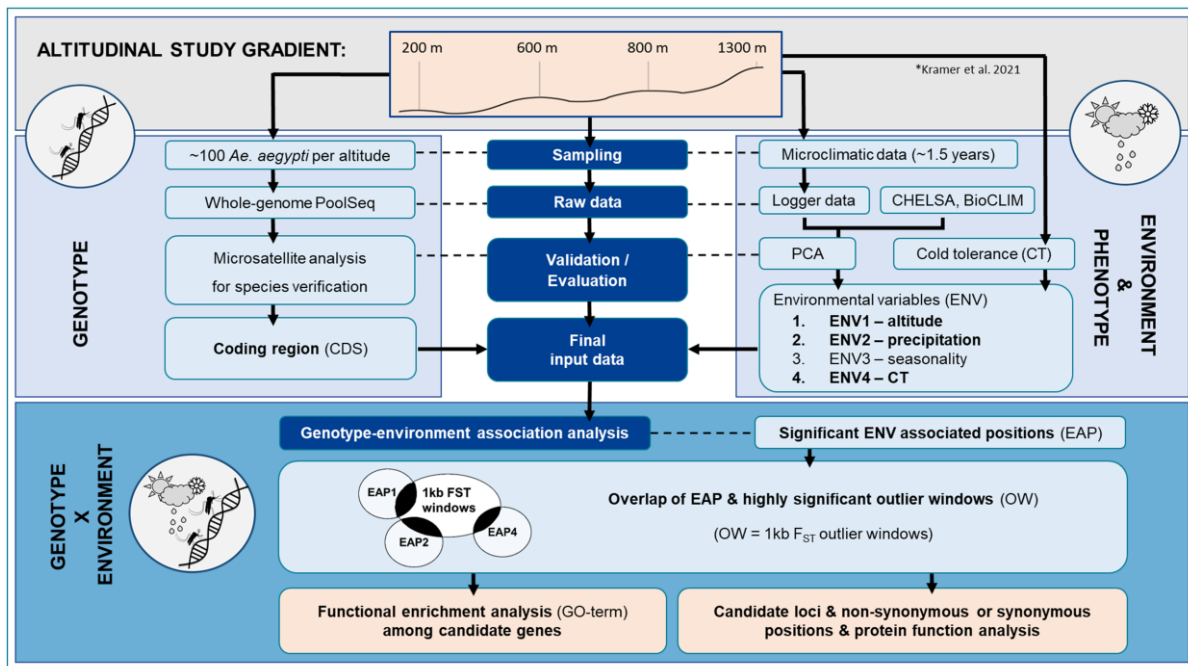 ALTITUDINAL STUDY GRADIENT:
200 m
600 m
800 m
1300 m
*Kramer et al. 2021
GENOTYPE
~100 Ae. aegypti per altitude
Whole-genome PoolSeq
Microsatellite analysis
for species verification
Coding region (CDS)
Sampling
Raw data
Validation /
Evaluation
Final
input data
Microclimatic data (~1.5 years)
Logger data
CHELSA, BioCLIM
PCA
Cold tolerance (CT)
Environmental variables (ENV)
1. ENV1 – altitude
2. ENV2 – precipitation
3. ENV3 – seasonality
4. ENV4 – CT
ENVIRONMENT
&
PHENOTYPE
GENOTYPE
X
ENVIRONMENT
Genotype-environment association analysis
Significant ENV associated positions (EAP)
EAP1
1kb FST
windows
EAP2
EAP4
Overlap of EAP & highly significant outlier windows (OW)
(OW = 1kb FST outlier windows)
Functional enrichment analysis (GO-term)
among candidate genes
Candidate loci & non-synonymous or synonymous
positions & protein function analysis